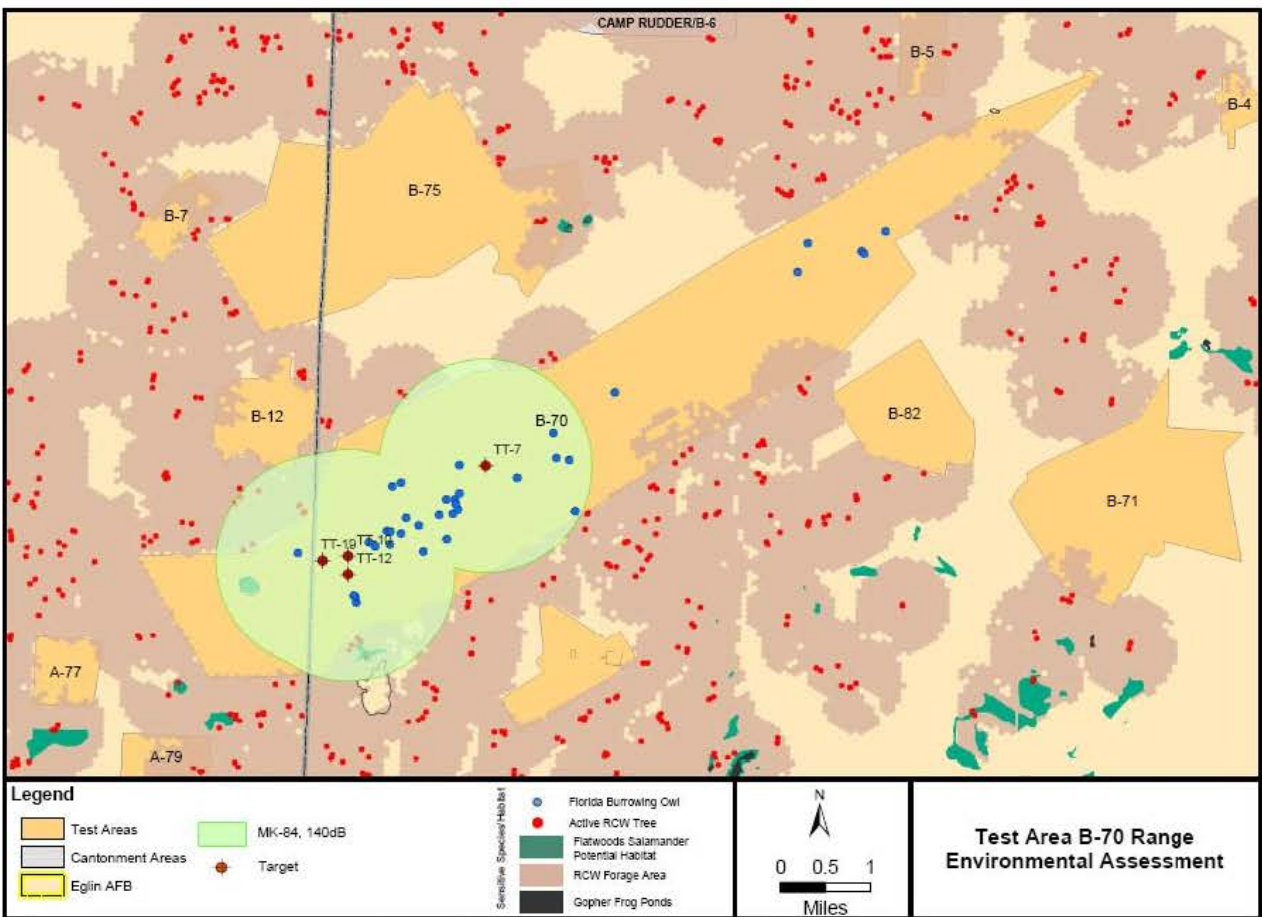 CAMP RUDDER/B-6
B-5
B-4
B-75
B-7
B-12
B-70
TT-7
B-82
B-71
TT-10
TT-12
A-77
A-79
Legend
Test Areas
Cantonment Areas
Eglin AFB
MK-84, 140dB
Target
Sensitive Species/Habitat
Florida Burrowing Owl
Active RCW Tree
Flatwoods Salamander
Potential Habitat
RCW Forage Area
Gopher Frog Ponds
N
0 0.5 1
Miles
Test Area B-70 Range
Environmental Assessment